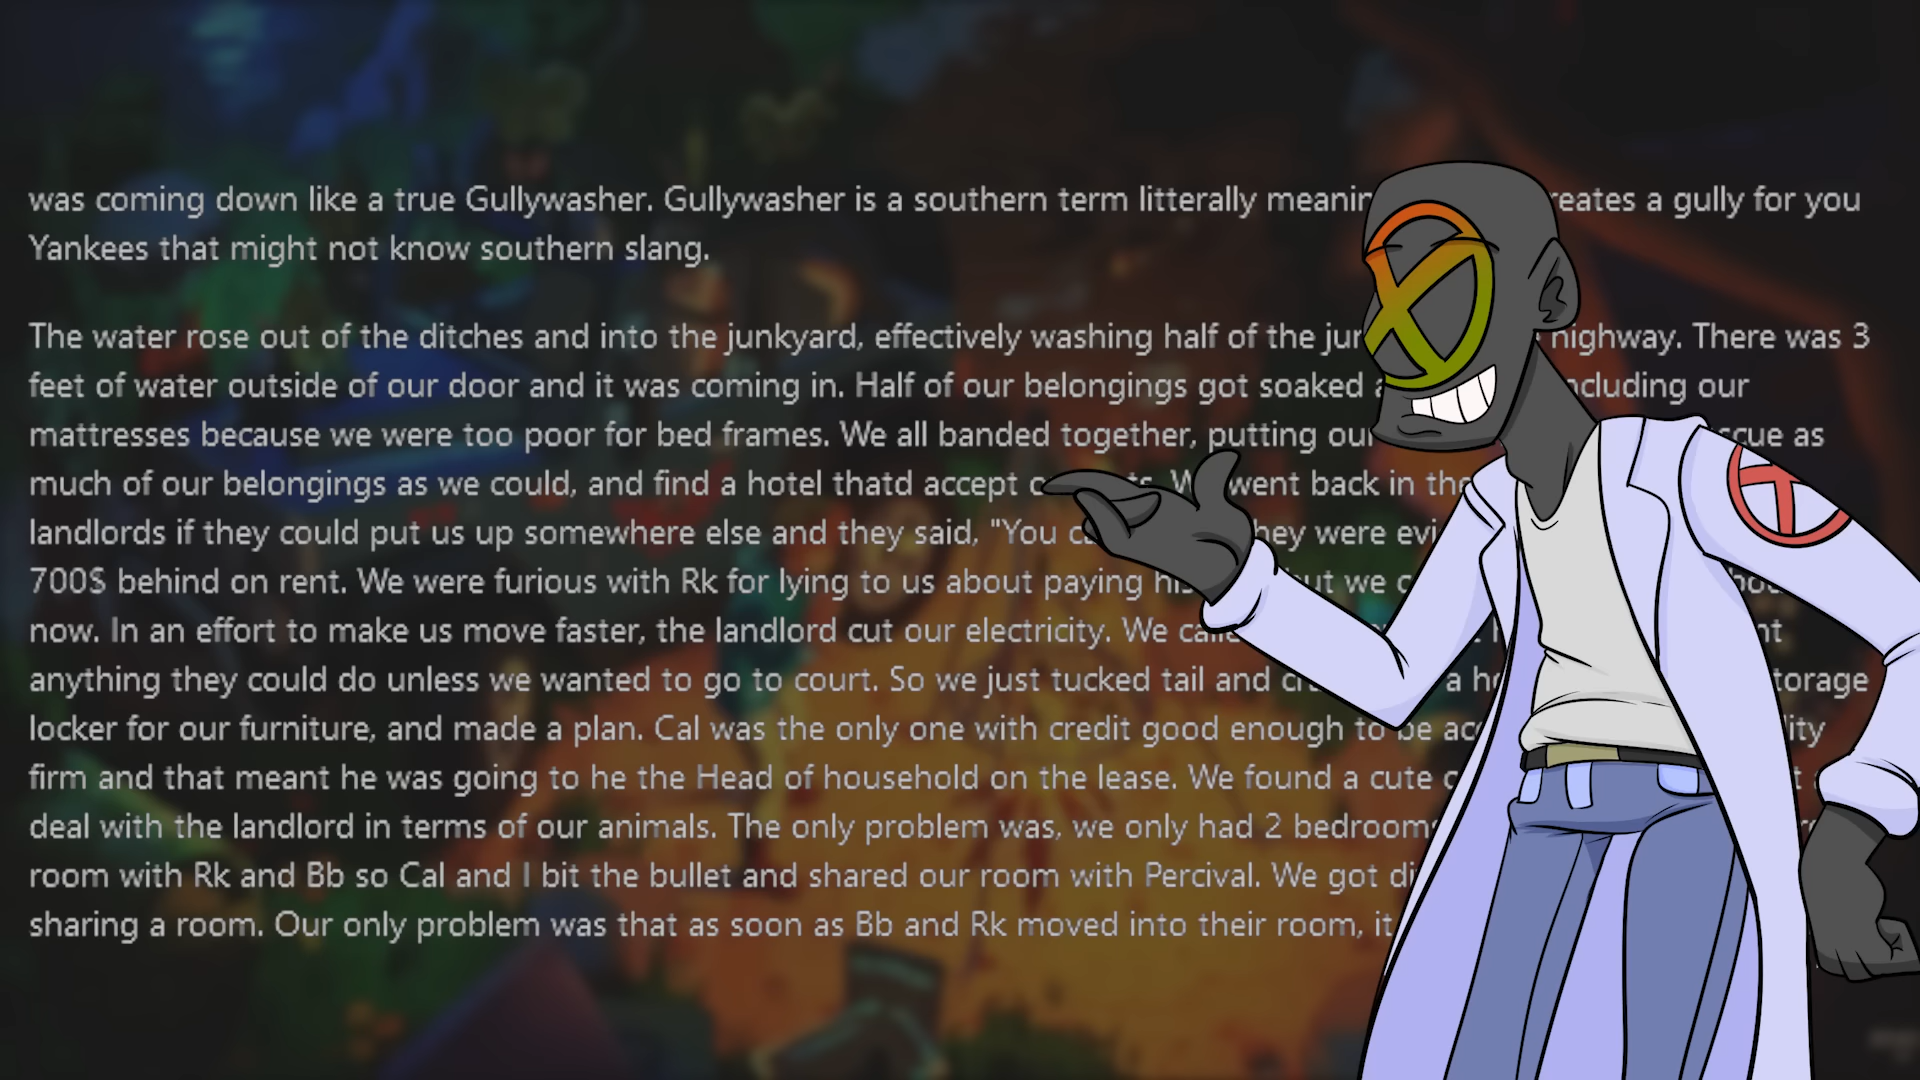 was coming down like a true Gullywasher. Gullywasher is a southern term litterally a gully for you
Yankees that might not know southern slang.
The water rose out of the ditches and into the junkyard, effectively washing half of the highway. There was 3
feet of water outside of our door and it was coming in. Half of our belongings got soaked our
mattresses because we were too poor for bed frames. We all banded together, putting as
much of our belongings as we could, and find a hotel thatd accept went back in the
landlords if they could put us up somewhere else and they said, "You were
700$ behind on rent. We were furious with Rk for lying to us about paying we
now. In an effort to make us move faster, the landlord cut our electricity. We
anything they could do unless we wanted to go to court. So we just tucked tail and a storage
locker for our furniture, and made a plan. Cal was the only one with credit good enough to be
firm and that meant he was going to he the Head of household on the lease. We found a cute
deal with the landlord in terms of our animals. The only problem was, we only had 2
room with Rk and Bb so Cal and I bit the bullet and shared our room with Percival. We got
sharing a room. Our only problem was that as soon as Bb and Rk moved into their room, it